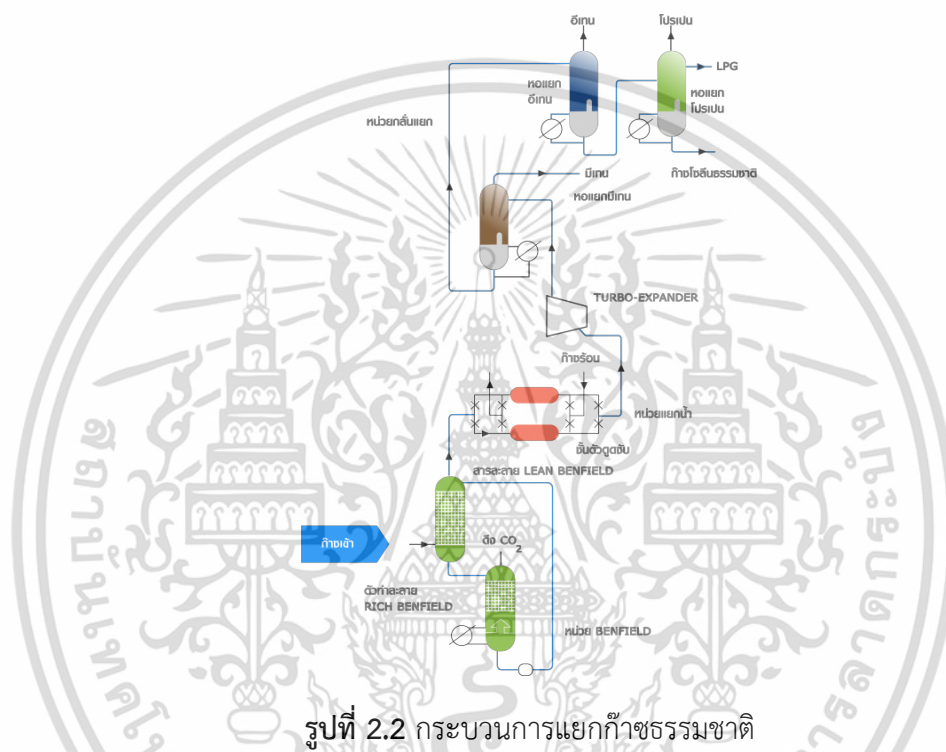 อีเทน
โปรเปน
LPG
หอแยก
อีเทน
หอแยก
โปรเปน
หน่วยกลั่นแยก
มีเทน
ก๊าซโซลีนธรรมชาติ
หอแยกมีเทน
TURBO-EXPANDER
ก๊าซร้อน
หน่วยแยกน้ำ
ชั้นตัวดูดซับ
สารละลาย LEAN BENFIELD
ก๊าซเข้า
ดึง CO₂
ตัวทำละลาย
RICH BENFIELD
หน่วย BENFIELD
รูปที่ 2.2 กระบวนการแยกก๊าซธรรมชาติ